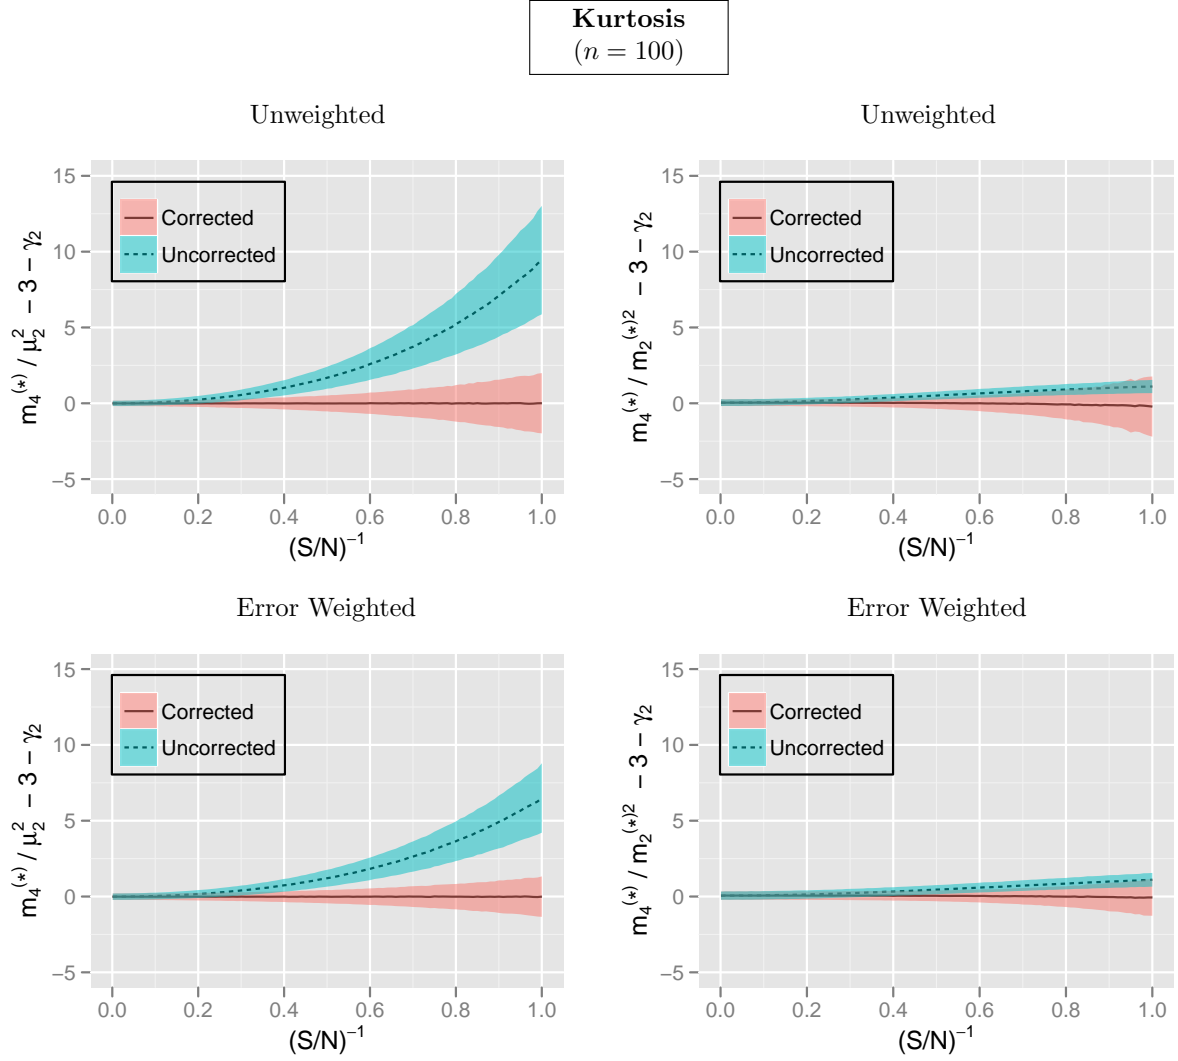 Kurtosis
(n = 100)
Unweighted
15
10
5
0
−5
m₄⁽*⁾ / μ₂² − 3 − γ₂
Corrected
Uncorrected
0.0 0.2 0.4 0.6 0.8 1.0
(S/N)⁻¹
Unweighted
15
10
5
0
−5
m₄⁽*⁾ / m₂⁽*⁾² − 3 − γ₂
Corrected
Uncorrected
0.0 0.2 0.4 0.6 0.8 1.0
(S/N)⁻¹
Error Weighted
15
10
5
0
−5
m₄⁽*⁾ / μ₂² − 3 − γ₂
Corrected
Uncorrected
0.0 0.2 0.4 0.6 0.8 1.0
(S/N)⁻¹
Error Weighted
15
10
5
0
−5
m₄⁽*⁾ / m₂⁽*⁾² − 3 − γ₂
Corrected
Uncorrected
0.0 0.2 0.4 0.6 0.8 1.0
(S/N)⁻¹